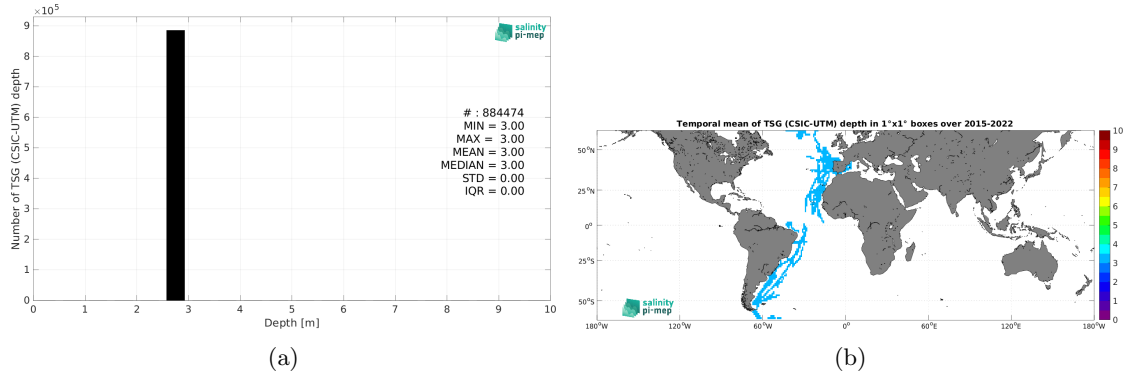 ×10^5
9
8
7
6
5
4
3
2
1
0
Number of TSG (CSIC-UTM) depth
salinity
pi-mep
# : 884474
MIN = 3.00
MAX = 3.00
MEAN = 3.00
MEDIAN = 3.00
STD = 0.00
IQR = 0.00
0 1 2 3 4 5 6 7 8 9 10
Depth [m]
(a)
Temporal mean of TSG (CSIC-UTM) depth in 1°x1° boxes over 2015-2022
50°N
25°N
0°
25°S
50°S
salinity
pi-mep
180°W 120°W 60°W 0° 60°E 120°E 180°W
10
9
8
7
6
5
4
3
2
1
0
(b)